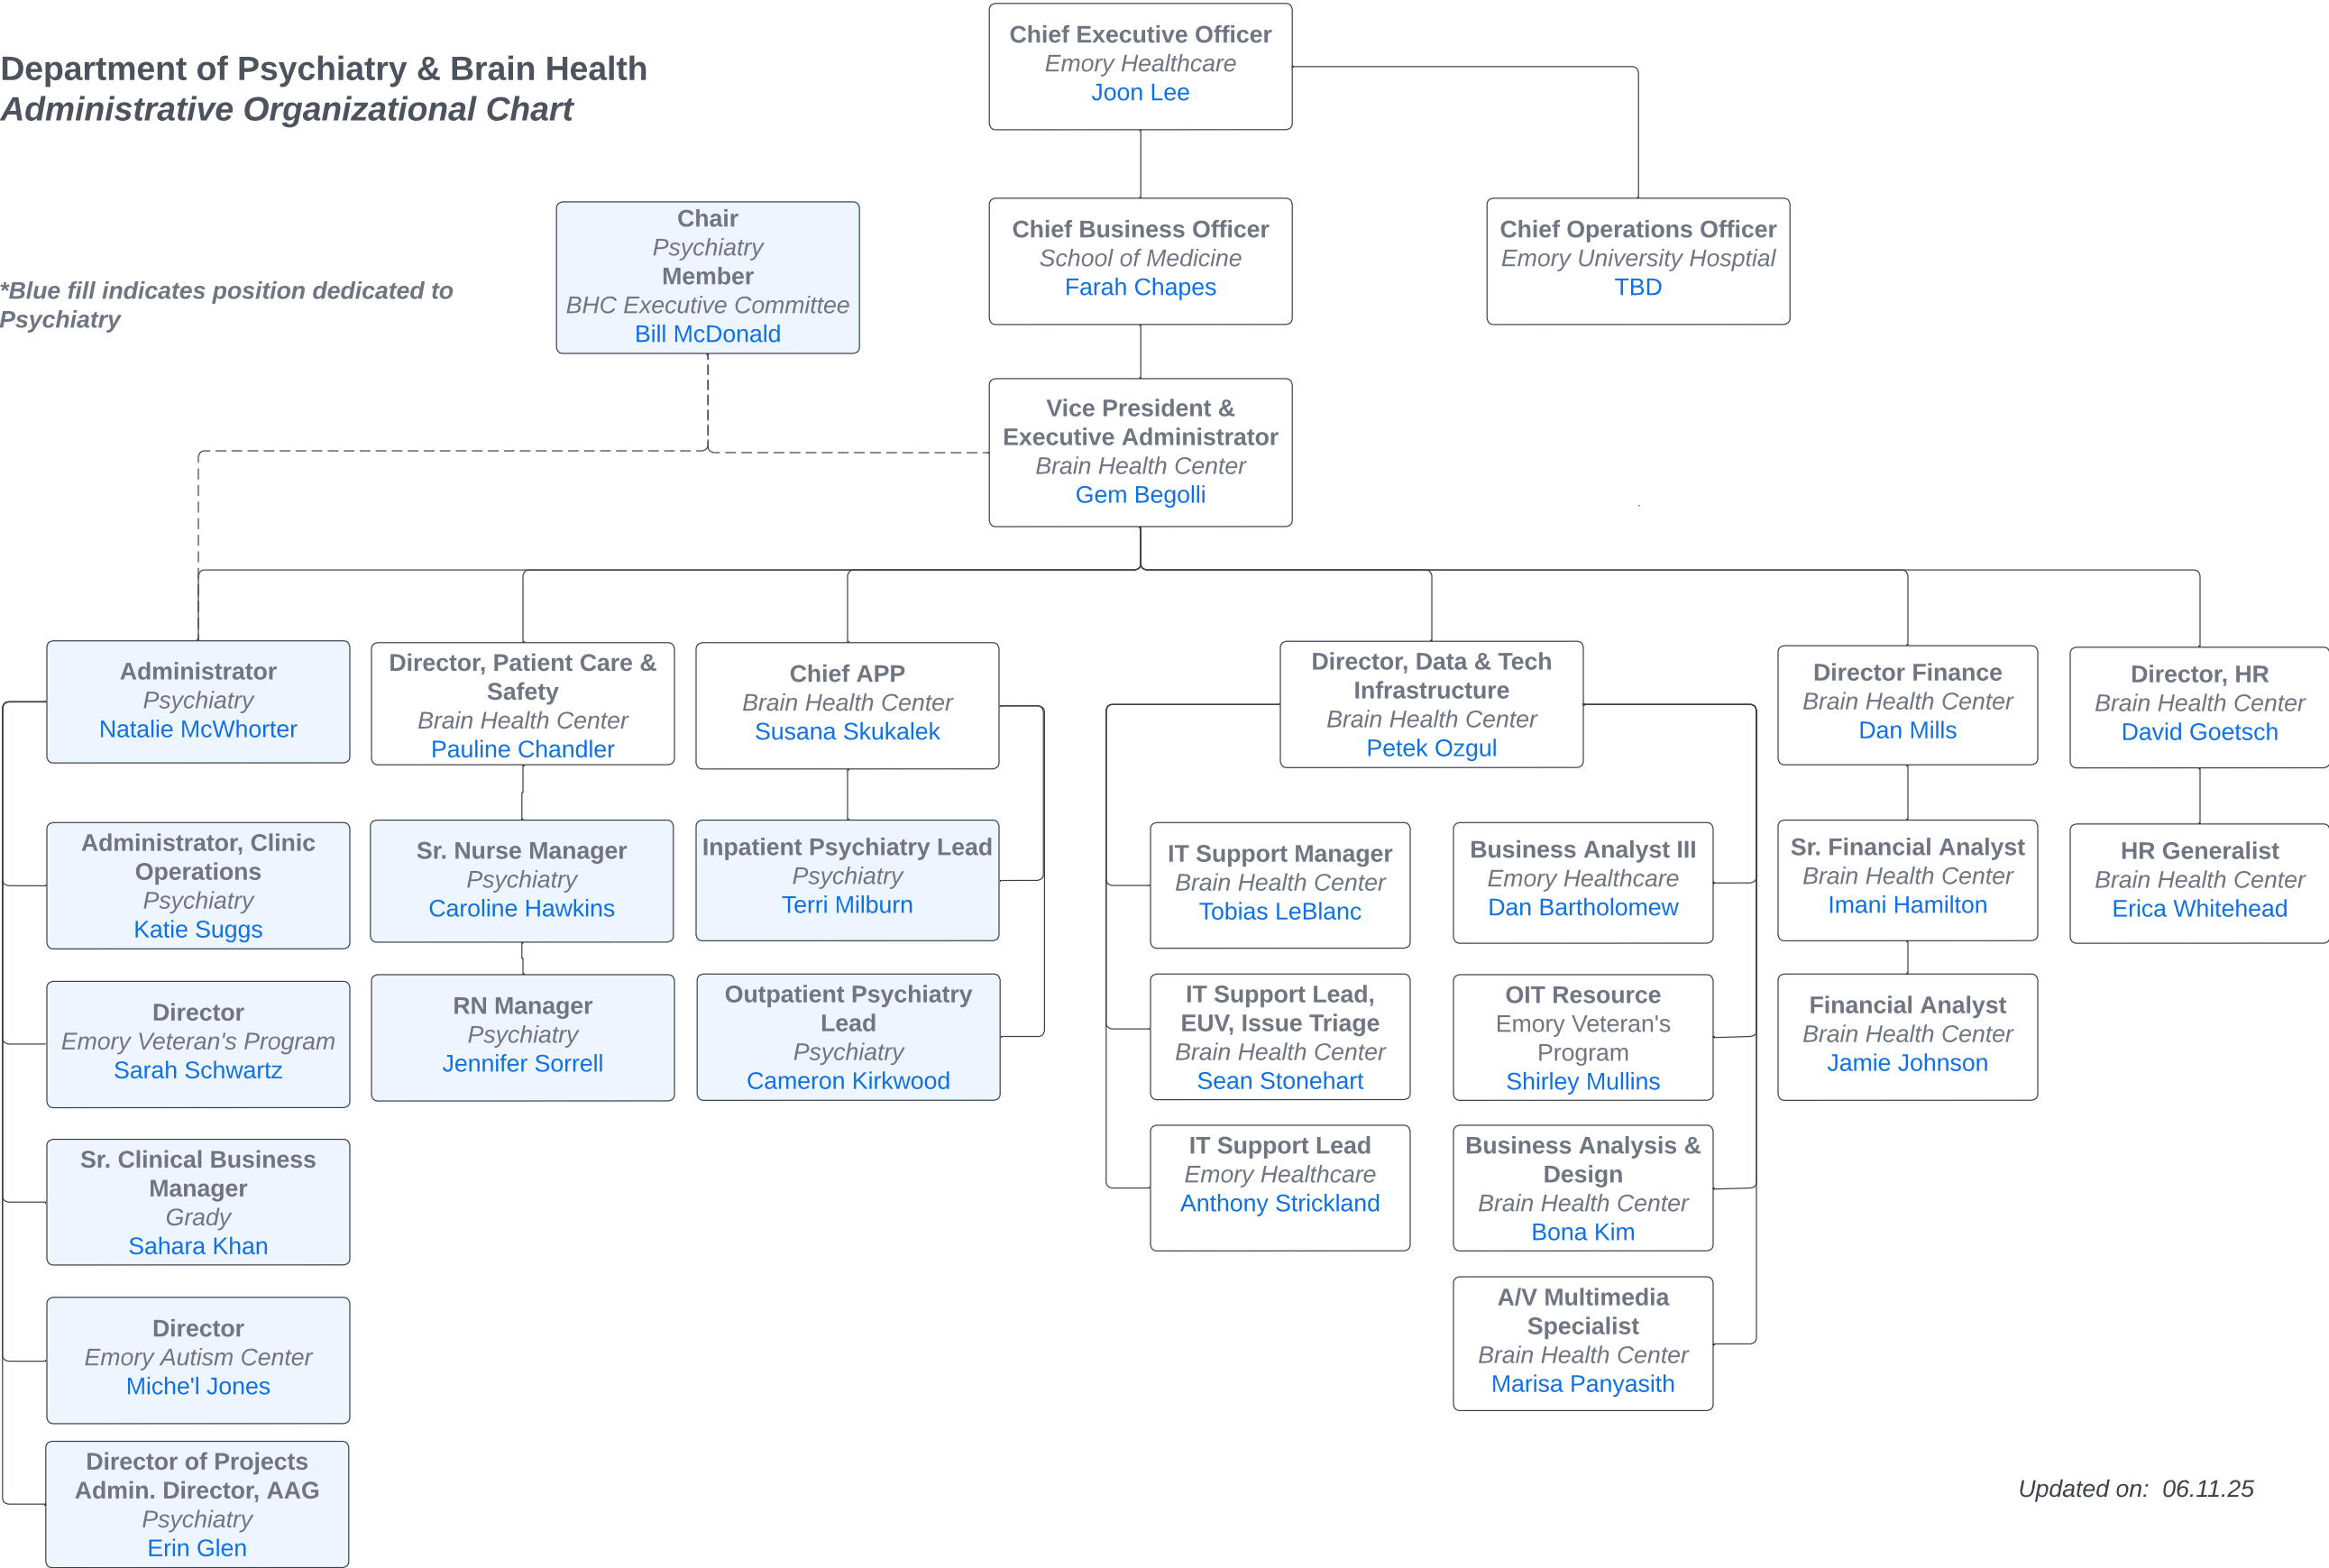 Department of Psychiatry & Brain Health
Administrative Organizational Chart
*Blue fill indicates position dedicated to
Psychiatry
Chief Executive Officer
Emory Healthcare
Joon Lee
Chair
Psychiatry
Member
BHC Executive Committee
Bill McDonald
Chief Business Officer
School of Medicine
Farah Chapes
Chief Operations Officer
Emory University Hosptial
TBD
Vice President &
Executive Administrator
Brain Health Center
Gem Begolli
Administrator
Psychiatry
Natalie McWhorter
Director, Patient Care &
Safety
Brain Health Center
Pauline Chandler
Chief APP
Brain Health Center
Susana Skukalek
Director, Data & Tech
Infrastructure
Brain Health Center
Petek Ozgul
Director Finance
Brain Health Center
Dan Mills
Director, HR
Brain Health Center
David Goetsch
Administrator, Clinic
Operations
Psychiatry
Katie Suggs
Sr. Nurse Manager
Psychiatry
Caroline Hawkins
Inpatient Psychiatry Lead
Psychiatry
Terri Milburn
IT Support Manager
Brain Health Center
Tobias LeBlanc
Business Analyst III
Emory Healthcare
Dan Bartholomew
Sr. Financial Analyst
Brain Health Center
Imani Hamilton
HR Generalist
Brain Health Center
Erica Whitehead
Director
Emory Veteran's Program
Sarah Schwartz
RN Manager
Psychiatry
Jennifer Sorrell
Outpatient Psychiatry
Lead
Psychiatry
Cameron Kirkwood
IT Support Lead,
EUV, Issue Triage
Brain Health Center
Sean Stonehart
OIT Resource
Emory Veteran's
Program
Shirley Mullins
Financial Analyst
Brain Health Center
Jamie Johnson
Sr. Clinical Business
Manager
Grady
Sahara Khan
IT Support Lead
Emory Healthcare
Anthony Strickland
Business Analysis &
Design
Brain Health Center
Bona Kim
Director
Emory Autism Center
Miche'l Jones
A/V Multimedia
Specialist
Brain Health Center
Marisa Panyasith
Director of Projects
Admin. Director, AAG
Psychiatry
Erin Glen
Updated on: 06.11.25